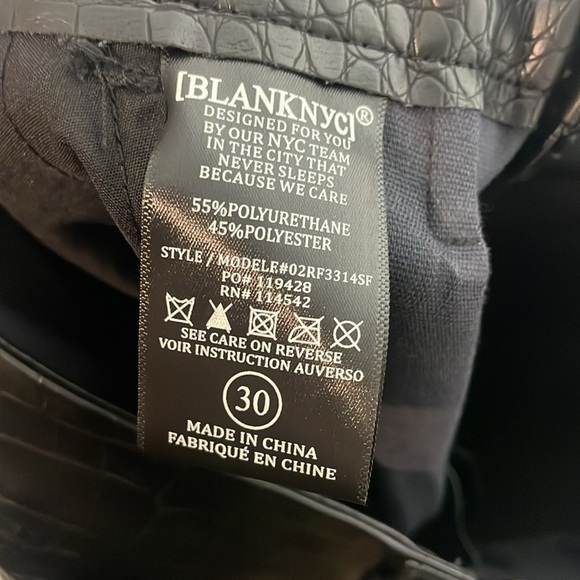 [BLANKNYC]®
DESIGNED FOR YOU
BY OUR NYC TEAM
IN THE CITY THAT
NEVER SLEEPS
BECAUSE WE CARE
55%POLYURETHANE
45%POLYESTER
STYLE / MODELE#02RF3314SF
PO# 119428
RN# 114542
SEE CARE ON REVERSE
VOIR INSTRUCTION AUVERSO
30
MADE IN CHINA
FABRIQUÉ EN CHINE